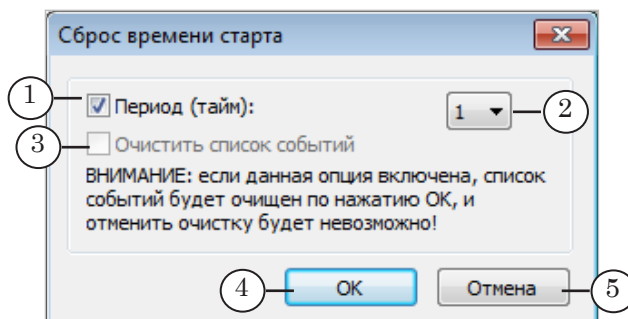 Сброс времени старта
1
Период (тайм):
1
2
3
Очистить список событий
ВНИМАНИЕ: если данная опция включена, список
событий будет очищен по нажатию ОК, и
отменить очистку будет невозможно!
4
ОК
Отмена
5